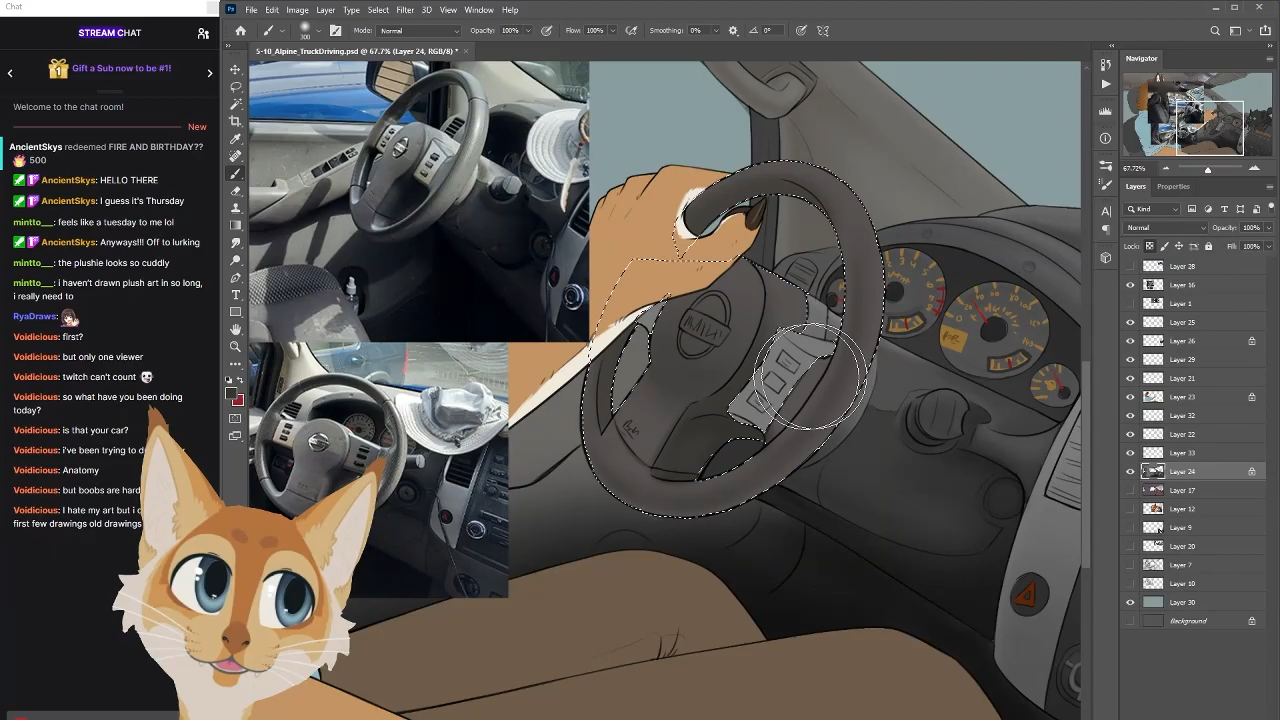 Chat
STREAM CHAT
Gift a Sub now to be #1!
Welcome to the chat room!
New
AncientSkys redeemed FIRE AND BIRTHDAY??
500
AncientSkys: HELLO THERE
AncientSkys: I guess it's Thursday
mintto__: feels like a tuesday to me lol
AncientSkys: Anyways!!! Off to lurking
mintto__: the plushie looks so cuddly
mintto__: i haven't drawn plush art in so long,
i really need to
RyaDraws:
Voidicious: first?
Voidicious: but only one viewer
Voidicious: twitch can't count
Voidicious: so what have you been doing
today?
Voidicious: is that your car?
Voidicious: i've been trying to d
Voidicious: Anatomy
Voidicious: but boobs are hard
Voidicious: I hate my art but i c
first few drawings old drawings
Ps File Edit Image Layer Type Select Filter 3D View Window Help
300 Mode: Normal Opacity: 100% Flow: 100% Smoothing: 0% 0°
5-10_Alpine_TruckDriving.psd @ 67.7% (Layer 24, RGB/8) *
Navigator
67.72%
Layers Properties
Kind
Normal Opacity: 100%
Lock: Fill: 100%
Layer 28
Layer 16
Layer 1
Layer 25
Layer 26
Layer 29
Layer 21
Layer 23
Layer 32
Layer 22
Layer 33
Layer 24
Layer 17
Layer 12
Layer 9
Layer 20
Layer 7
Layer 10
Layer 30
Background